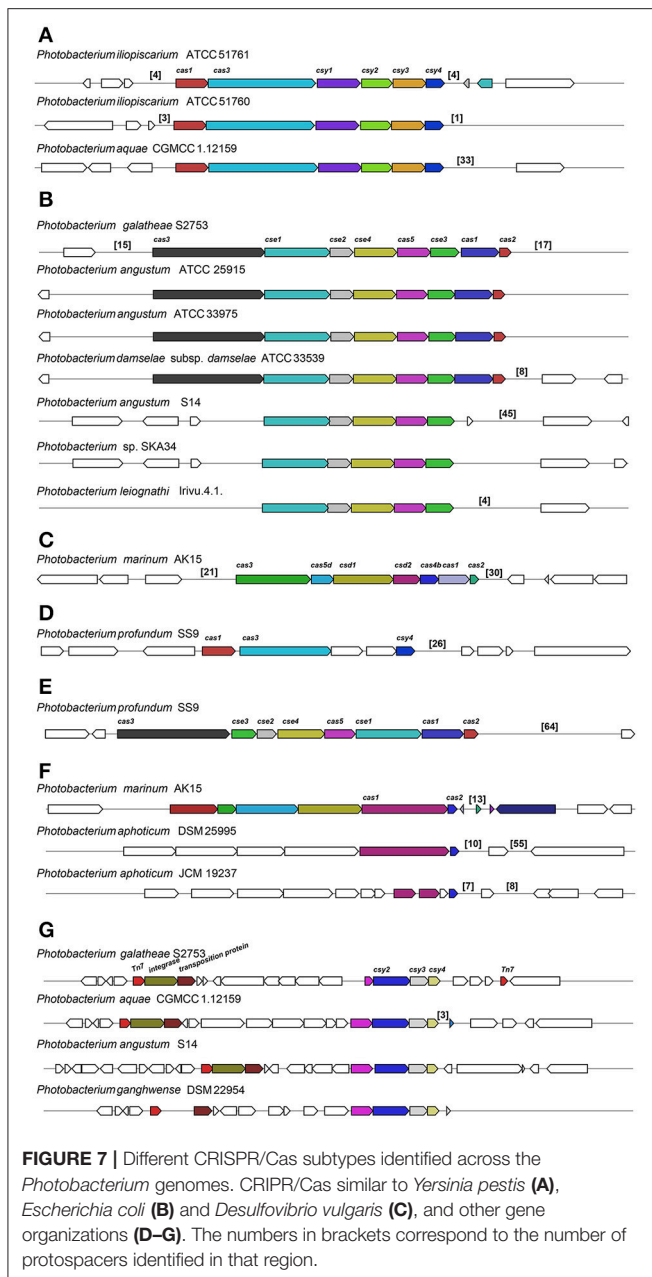 A
Photobacterium iliopiscarium ATCC 51761
[4] cas1 cas3 csy1 csy2 csy3 csy4 [4]
Photobacterium iliopiscarium ATCC 51760
[3] [1]
Photobacterium aquae CGMCC 1.12159
[33]
B
Photobacterium galatheae S2753
[15] cas3 cse1 cse2 cse4 cas5 cse3 cas1 cas2 [17]
Photobacterium angustum ATCC 25915
Photobacterium angustum ATCC 33975
Photobacterium damselae subsp. damselae ATCC 33539
[8]
Photobacterium angustum S14
[45]
Photobacterium sp. SKA34
Photobacterium leiognathi lrivu.4.1.
[4]
C
Photobacterium marinum AK15
[21] cas3 cas5d csd1 csd2 cas4b cas1 cas2 [30]
D
Photobacterium profundum SS9
cas1 cas3 csy4 [26]
E
Photobacterium profundum SS9
cas3 cse3 cse2 cse4 cas5 cse1 cas1 cas2 [64]
F
Photobacterium marinum AK15
cas1 cas2 [13]
Photobacterium aphoticum DSM 25995
[10] [55]
Photobacterium aphoticum JCM 19237
[7] [8]
G
Photobacterium galatheae S2753
Tn7 integrase transposition protein csy2 csy3 csy4 Tn7
Photobacterium aquae CGMCC 1.12159
[3]
Photobacterium angustum S14
Photobacterium ganghwense DSM 22954
FIGURE 7 | Different CRISPR/Cas subtypes identified across the
Photobacterium genomes. CRIPR/Cas similar to Yersinia pestis (A),
Escherichia coli (B) and Desulfovibrio vulgaris (C), and other gene
organizations (D–G). The numbers in brackets correspond to the number of
protospacers identified in that region.